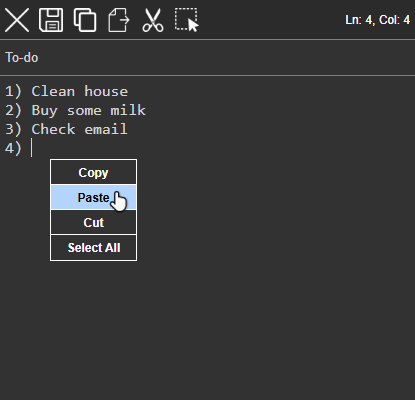 Ln: 4, Col: 4
To-do
1) Clean house
2) Buy some milk
3) Check email
4)
Copy
Paste
Cut
Select All